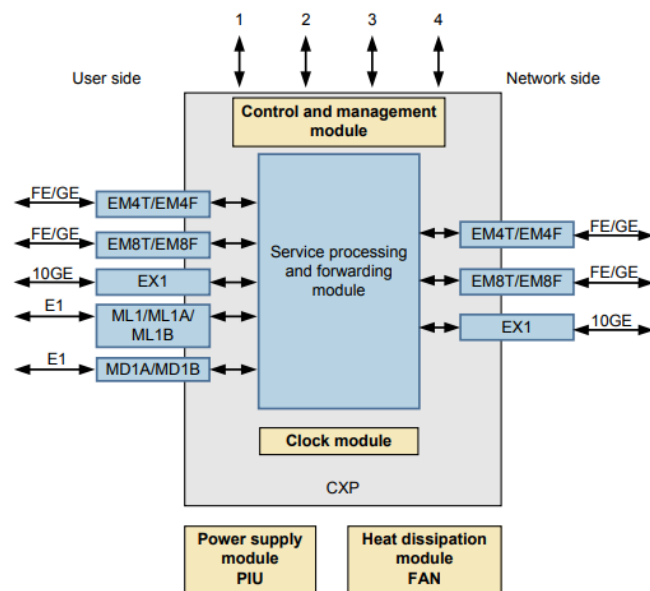 1 2 3 4
User side
Network side
Control and management
module
Service processing
and forwarding
module
FE/GE
EM4T/EM4F
FE/GE
EM8T/EM8F
10GE
EX1
E1
ML1/ML1A/
ML1B
E1
MD1A/MD1B
EM4T/EM4F
FE/GE
EM8T/EM8F
FE/GE
EX1
10GE
Clock module
CXP
Power supply
module
PIU
Heat dissipation
module
FAN